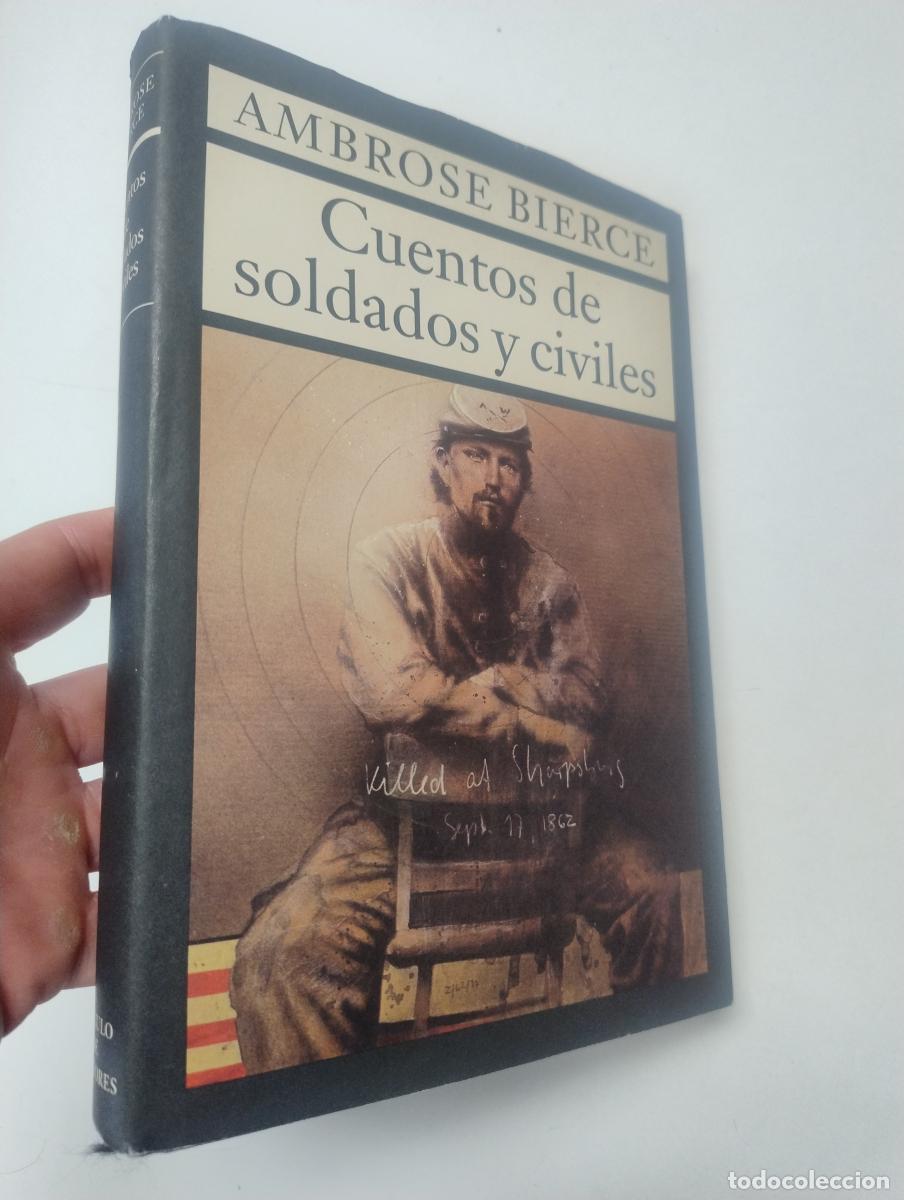 AMBROSE BIERCE
Cuentos de
soldados y civiles
Killed at Sharpsburg
Sept. 17, 1862
todocoleccion